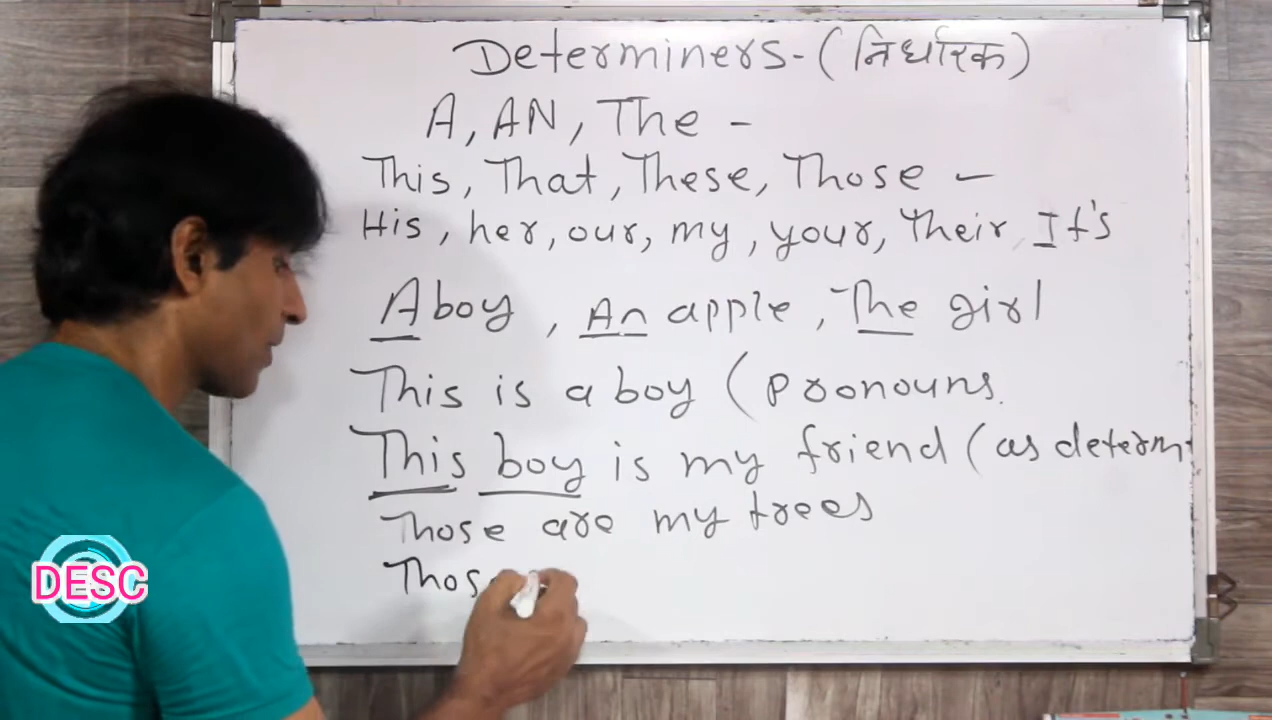 Determiners - (निर्धारक)
A, AN, The -
This, That, These, Those -
His, her, our, my, your, Their, It's
A boy, An apple, The girl
This is a boy (pronouns.
This boy is my friend (as determ
Those are my trees
Thos
DESC